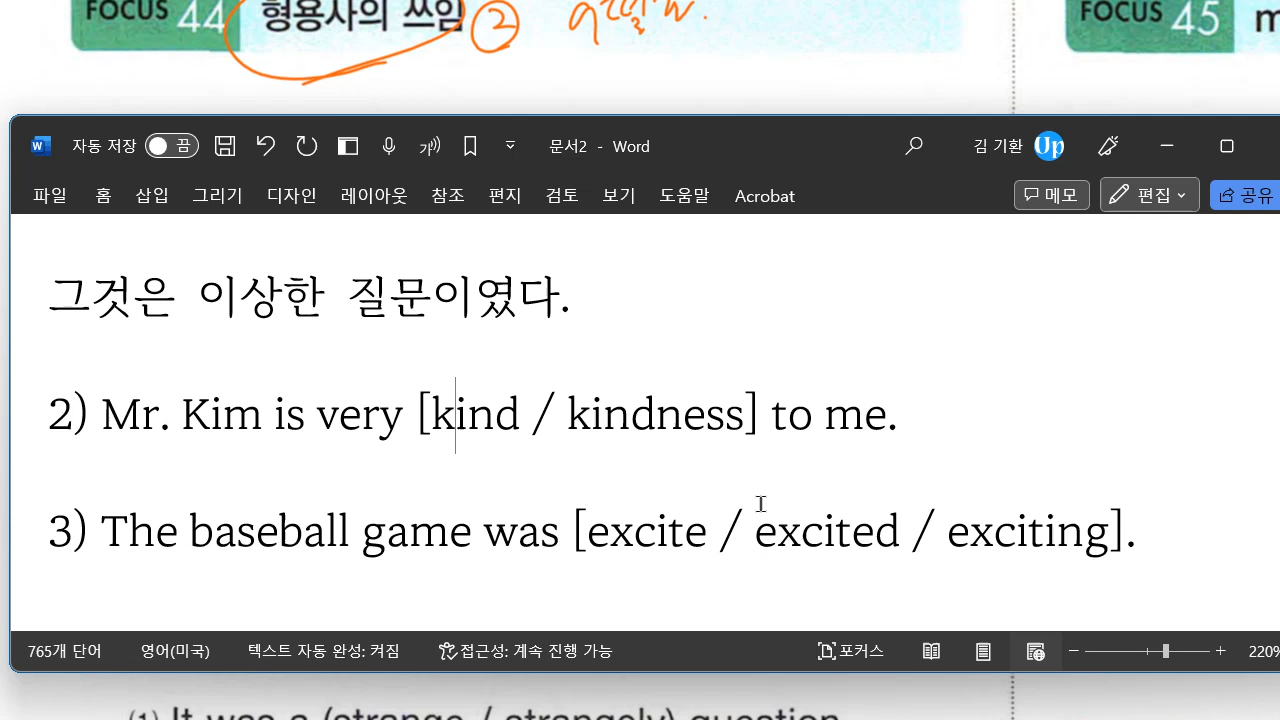 FOCUS 44 형용사의 쓰임 ②
FOCUS 45
자동 저장 끔 문서2 - Word 김 기환 Up
파일 홈 삽입 그리기 디자인 레이아웃 참조 편지 검토 보기 도움말 Acrobat 메모 편집 공유
그것은 이상한 질문이였다.
2) Mr. Kim is very [kind / kindness] to me.
3) The baseball game was [excite / excited / exciting].
765개 단어 영어(미국) 텍스트 자동 완성: 켜짐 접근성: 계속 진행 가능 포커스 220%
(1) It was a (strange / strangely) question